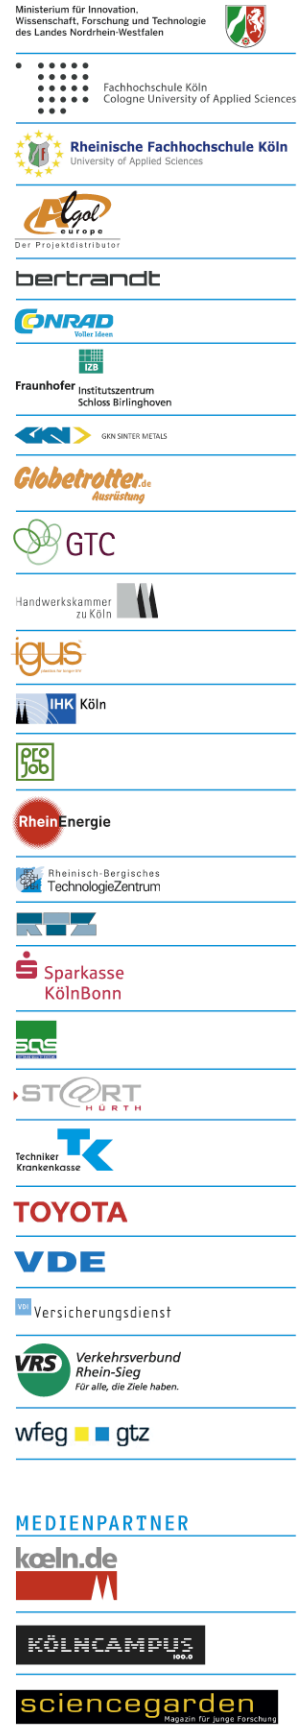 Ministerium für Innovation,
Wissenschaft, Forschung und Technologie
des Landes Nordrhein-Westfalen
Fachhochschule Köln
Cologne University of Applied Sciences
Rheinische Fachhochschule Köln
University of Applied Sciences
Algol
europe
Der Projektdistributor
bertrandt
CONRAD
Voller Ideen
IZB
Fraunhofer Institutszentrum
Schloss Birlinghoven
GKN GKN SINTER METALS
Globetrotter.de
Ausrüstung
GTC
Handwerkskammer
zu Köln
igus
IHK Köln
pro
job
RheinEnergie
Rheinisch-Bergisches
TechnologieZentrum
RTZ
Sparkasse
KölnBonn
SQS
ST@RT
HÜRTH
TK
Techniker
Krankenkasse
TOYOTA
VDE
VDI Versicherungsdienst
VRS Verkehrsverbund
Rhein-Sieg
Für alle, die Ziele haben.
wfeg gtz
MEDIENPARTNER
koeln.de
KÖLNCAMPUS
100.0
sciencegarden
Magazin für junge Forschung